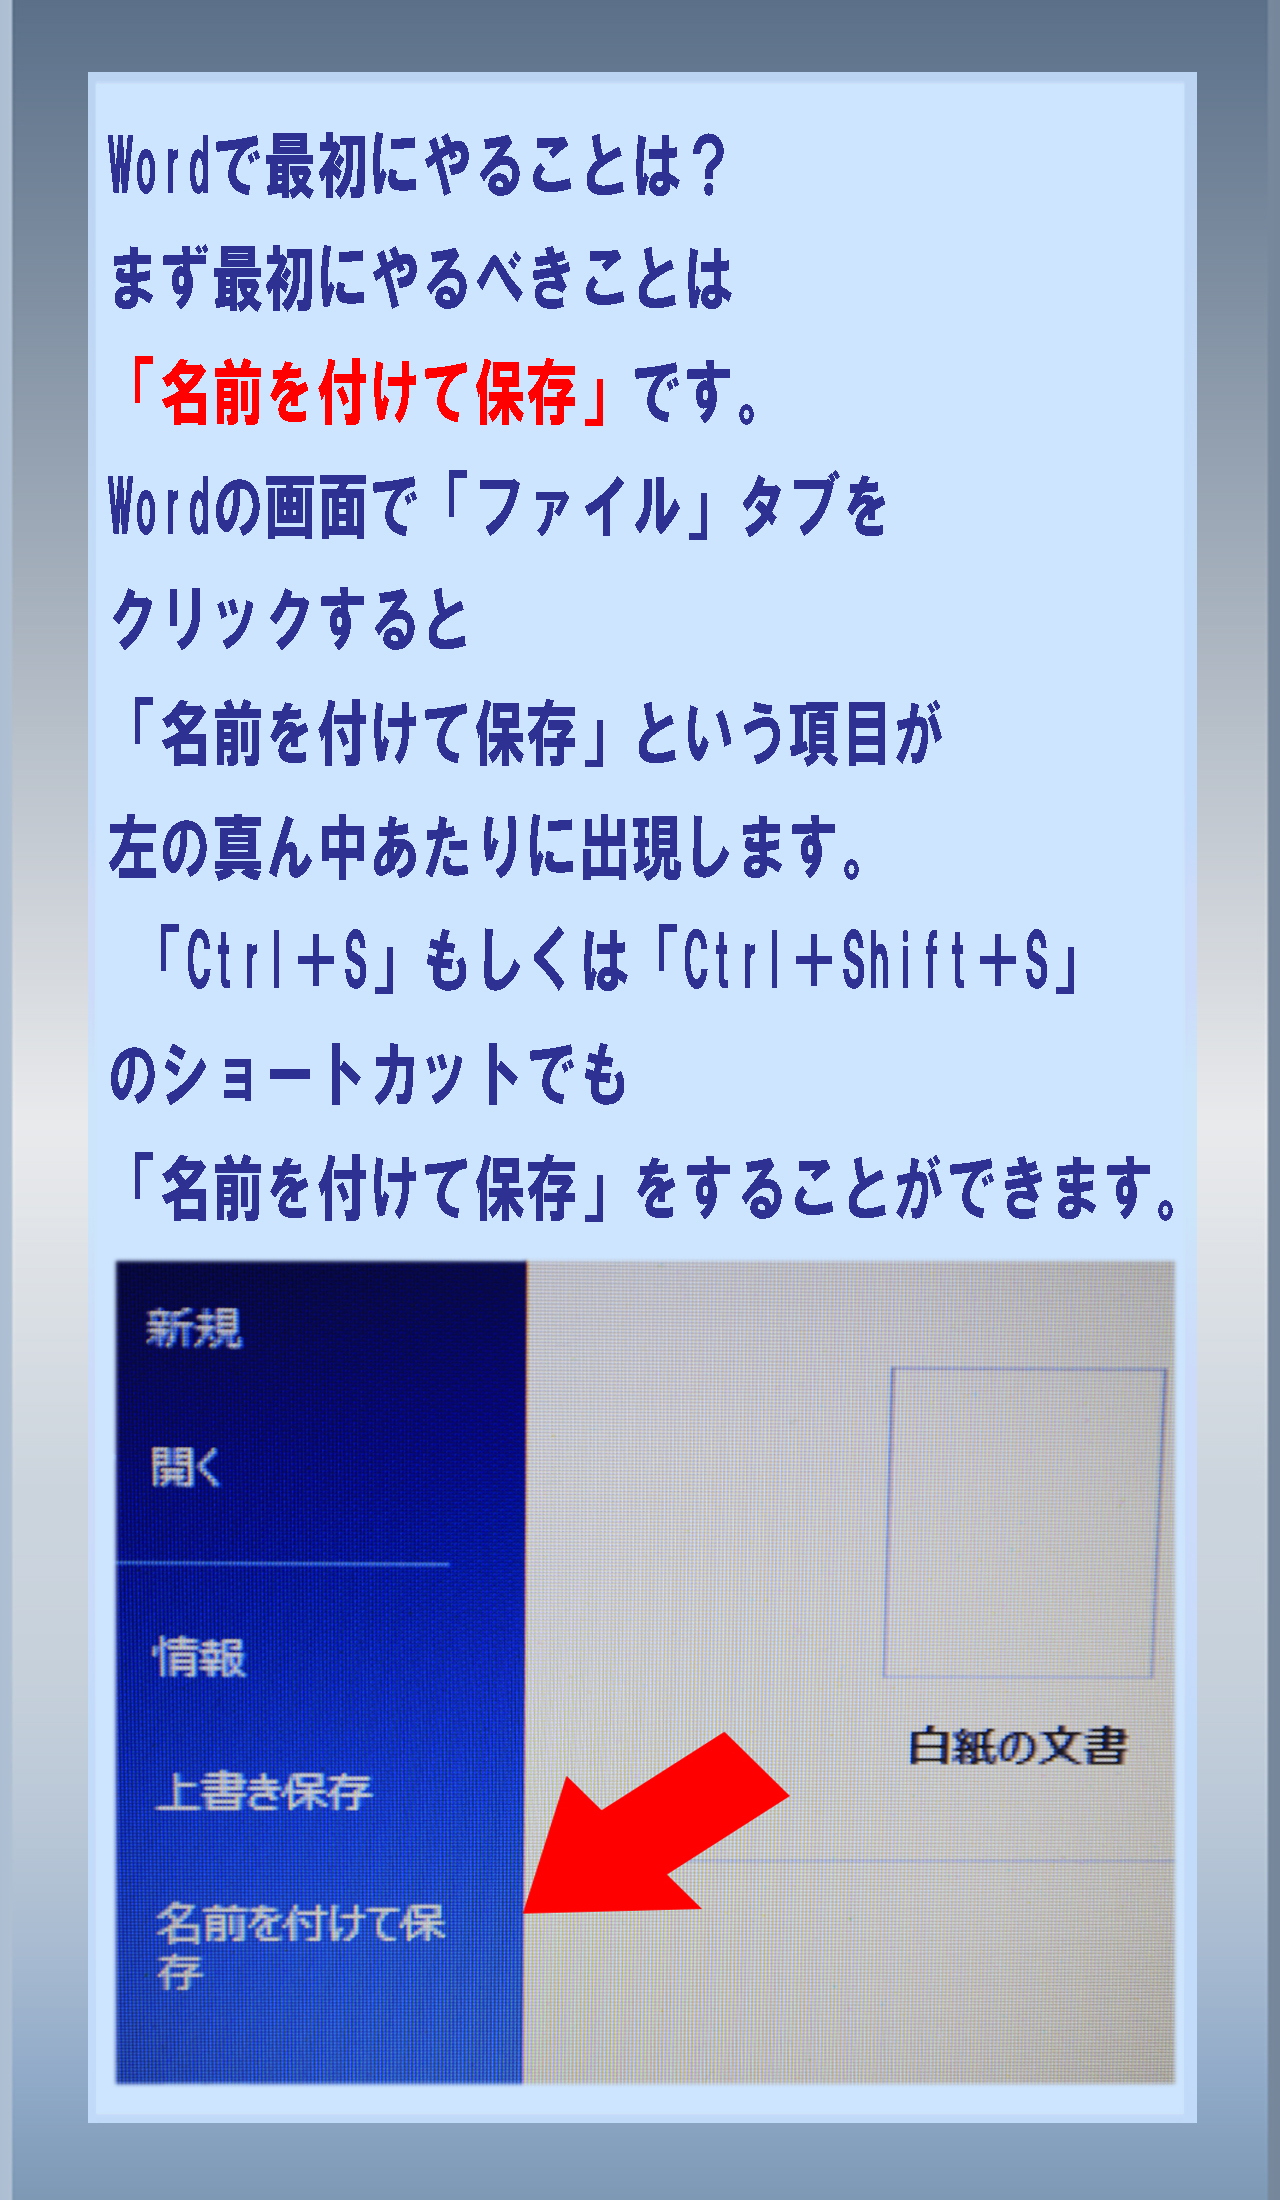 Wordで最初にやることは？
まず最初にやるべきことは
「名前を付けて保存」です。
Wordの画面で「ファイル」タブを
クリックすると
「名前を付けて保存」という項目が
左の真ん中あたりに出現します。
「Ctrl＋S」もしくは「Ctrl＋Shift＋S」
のショートカットでも
「名前を付けて保存」をすることができます。
新規
開く
情報
上書き保存
名前を付けて保
存
白紙の文書